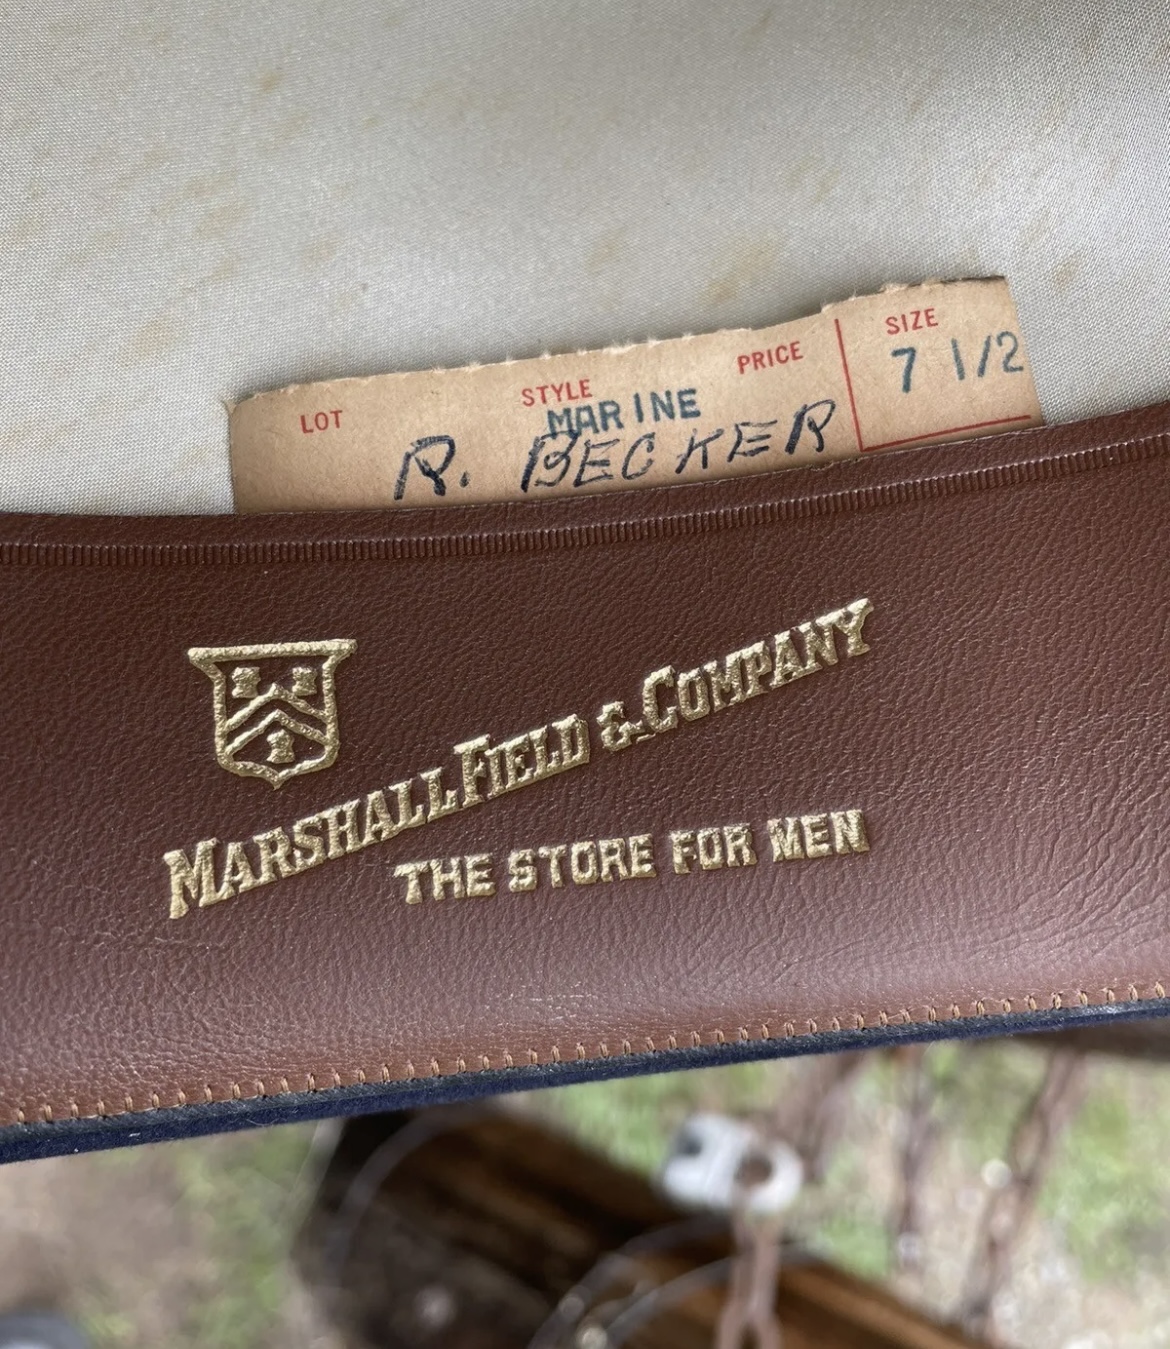 LOT STYLE PRICE SIZE
MARINE 7 1/2
R. BECKER
MARSHALL FIELD & COMPANY
THE STORE FOR MEN